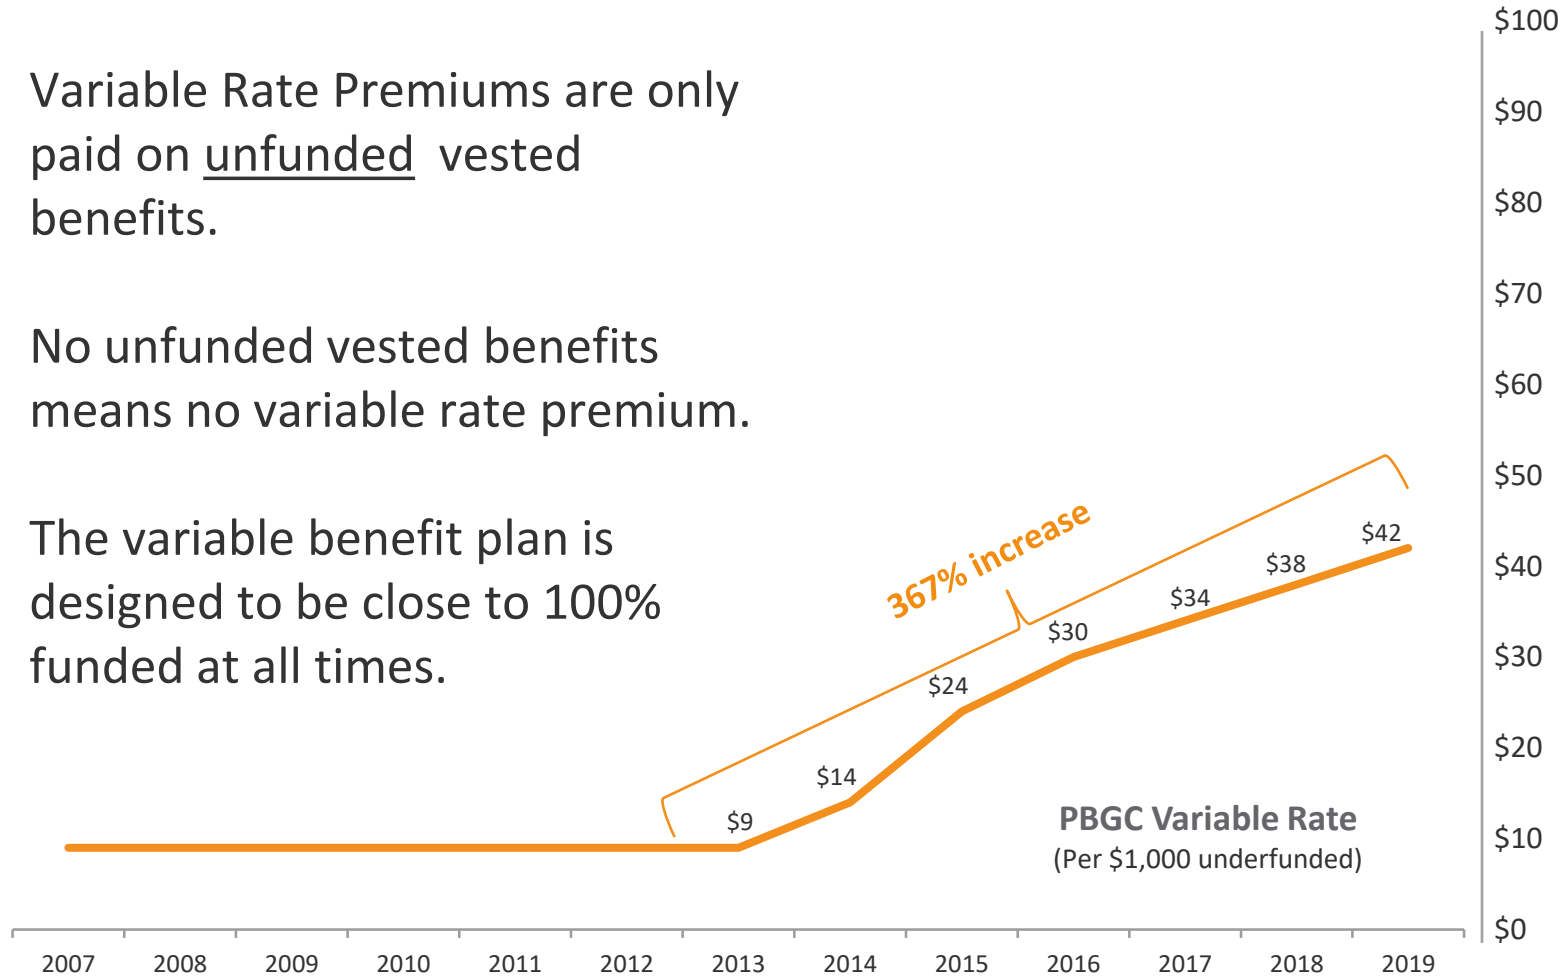 Variable Rate Premiums are only
paid on unfunded vested
benefits.
No unfunded vested benefits
means no variable rate premium.
The variable benefit plan is
designed to be close to 100%
funded at all times.
$100
$90
$80
$70
$60
$50
$40
$30
$20
$10
$0
367% increase
$9
$14
$24
$30
$34
$38
$42
PBGC Variable Rate
(Per $1,000 underfunded)
2007 2008 2009 2010 2011 2012 2013 2014 2015 2016 2017 2018 2019